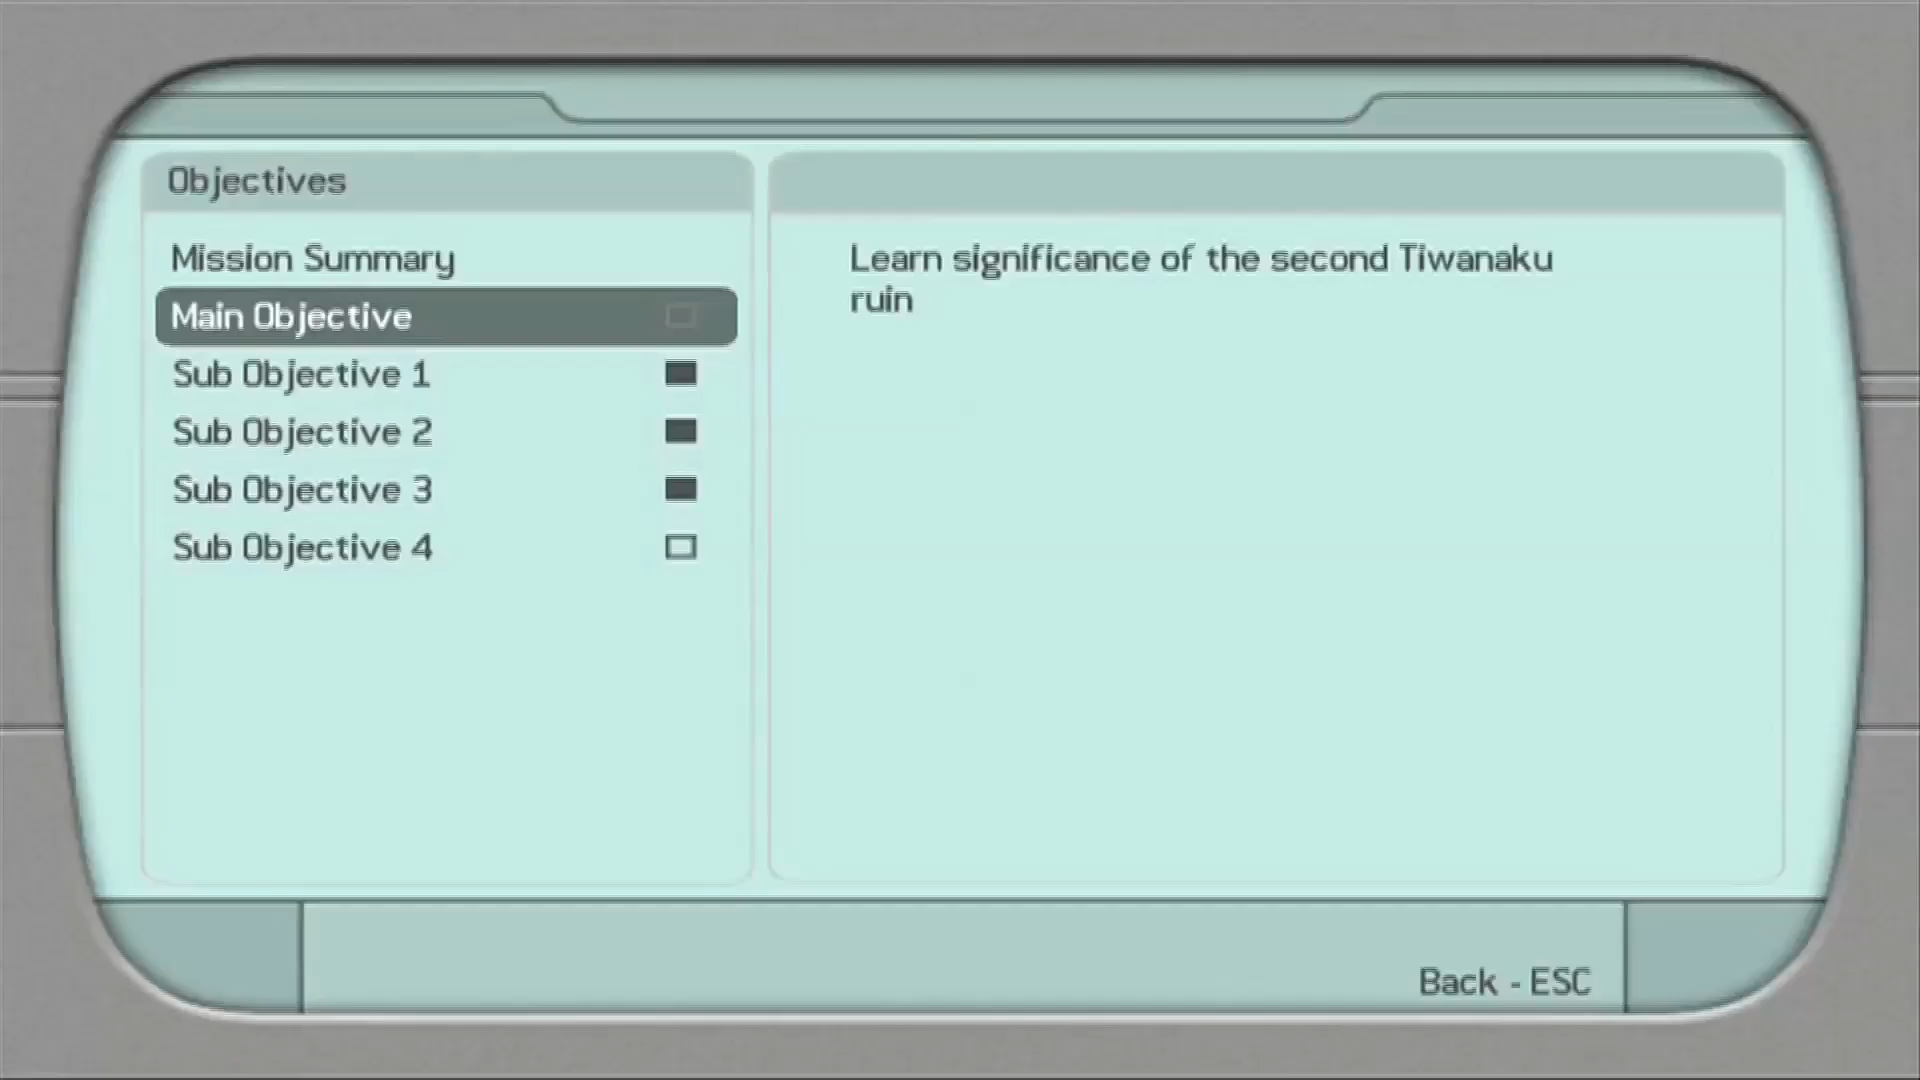 Objectives
Mission Summary
Main Objective
Sub Objective 1
Sub Objective 2
Sub Objective 3
Sub Objective 4
Learn significance of the second Tiwanaku
ruin
Back - ESC